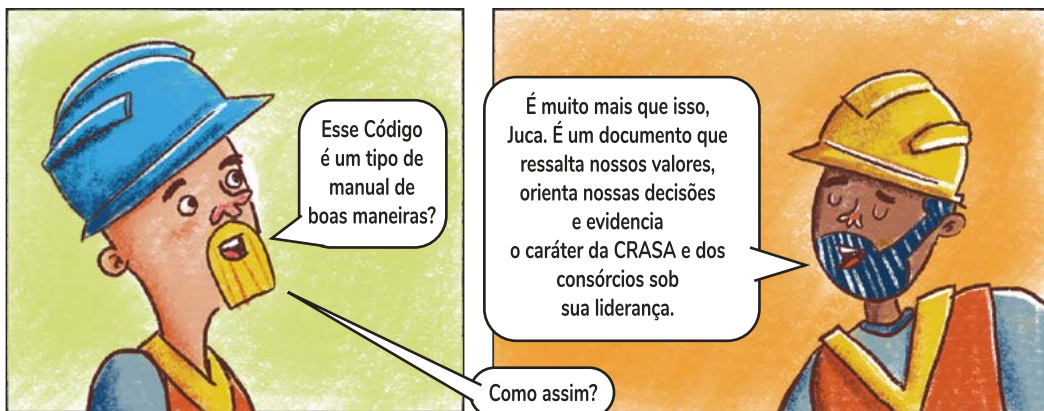 Esse Código
é um tipo de
manual de
boas maneiras?
É muito mais que isso,
Juca. É um documento que
ressalta nossos valores,
orienta nossas decisões
e evidencia
o caráter da CRASA e dos
consórcios sob
sua liderança.
Como assim?